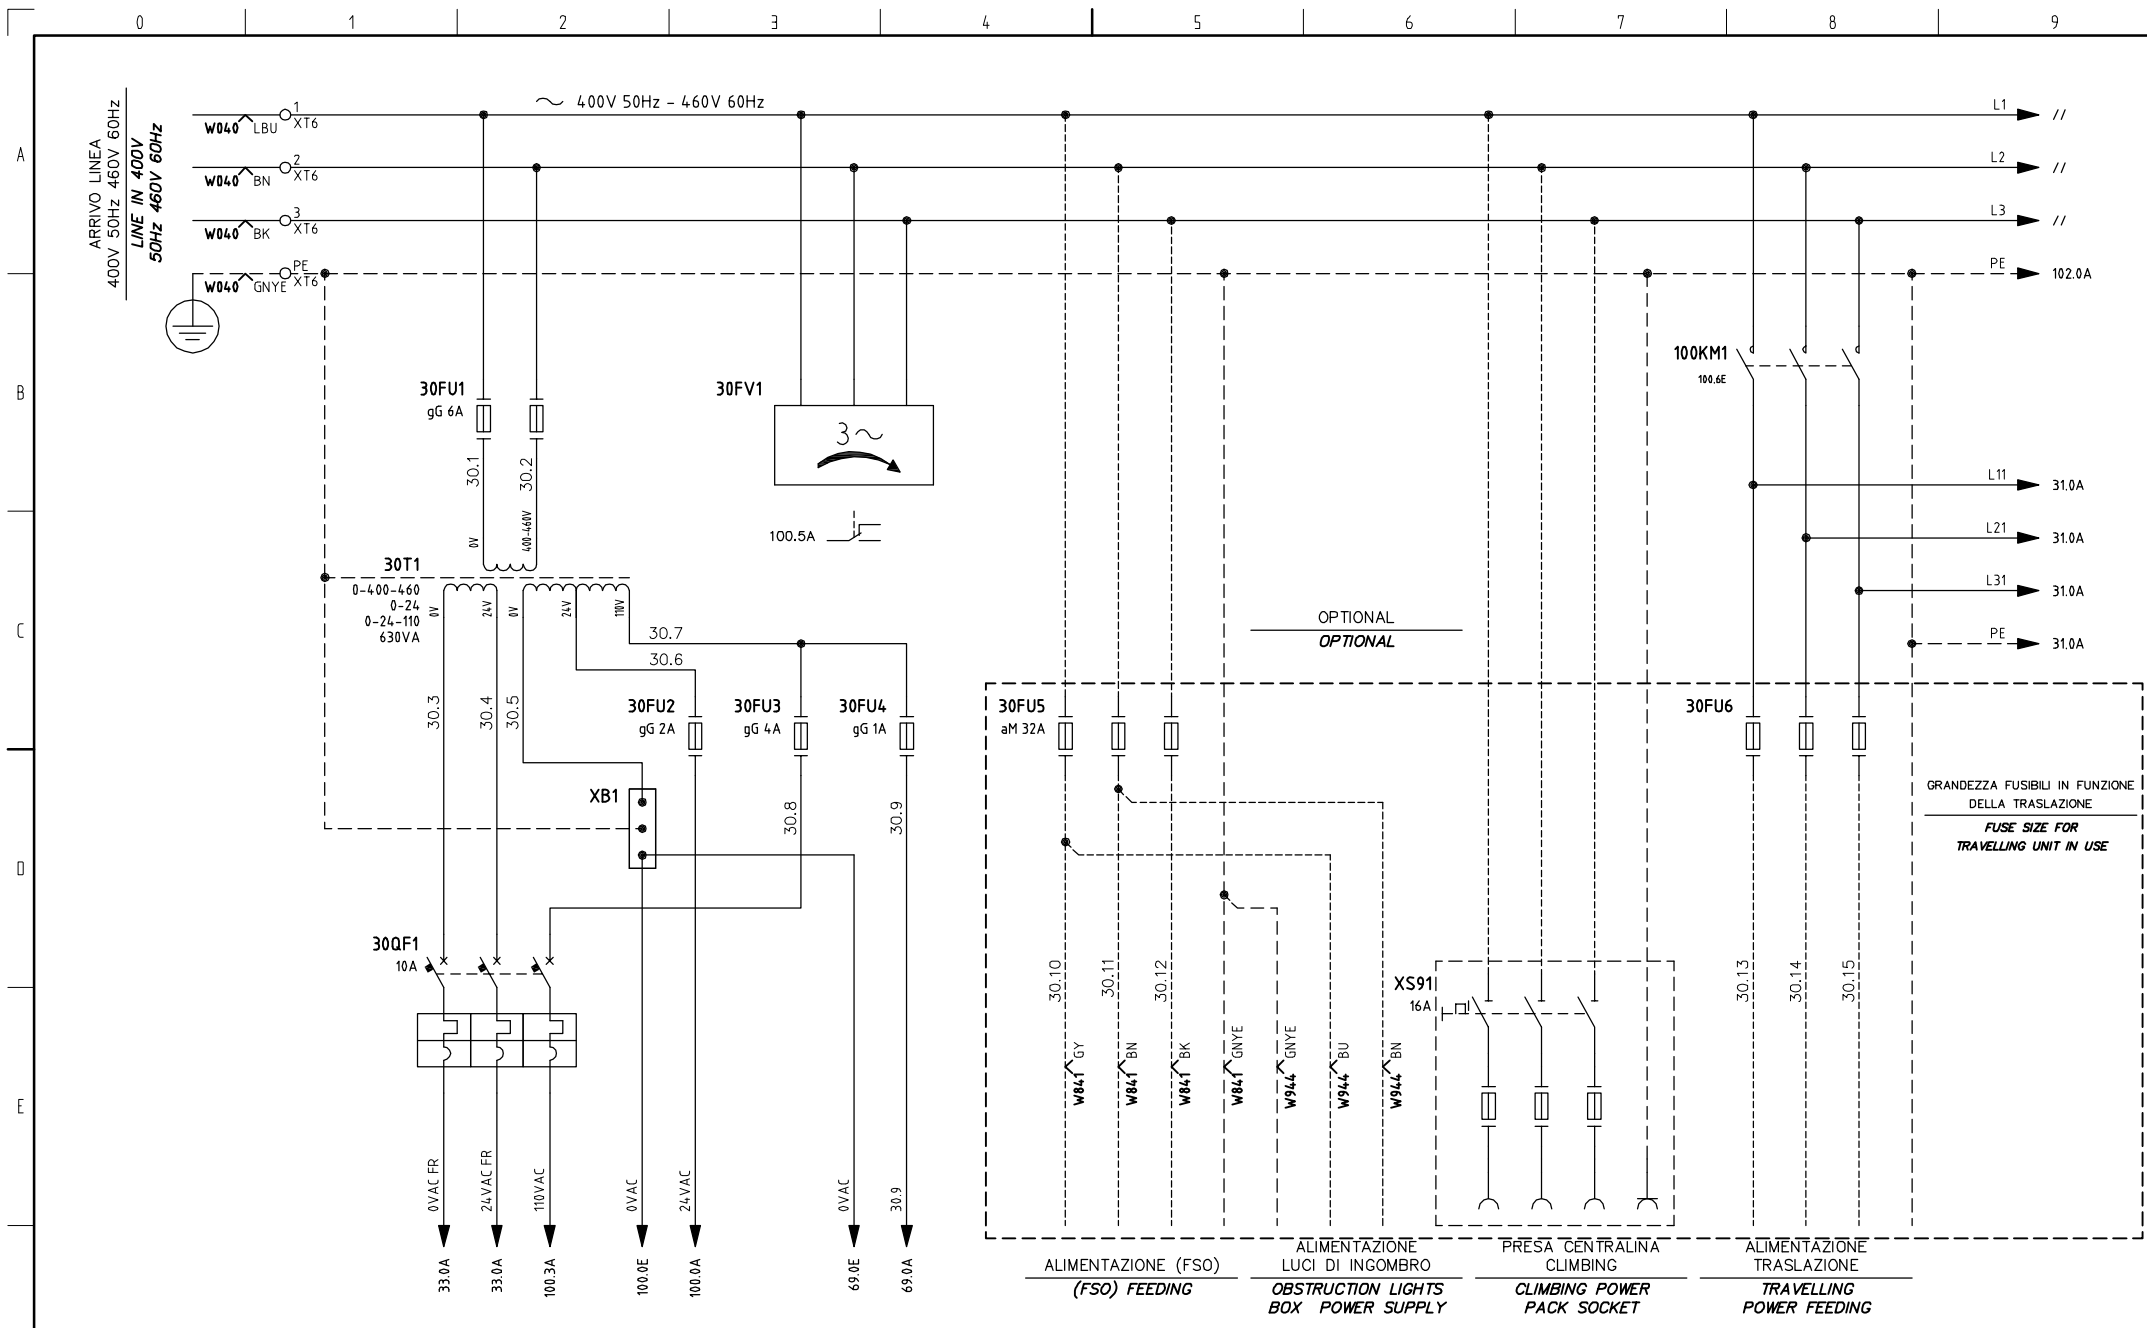 0 1 2 3 4 5 6 7 8 9
A
B
C
D
E
ARRIVO LINEA
400V 50Hz 460V 60Hz
LINE IN 400V
50Hz 460V 60Hz
~ 400V 50Hz - 460V 60Hz
W040 LBU 1 XT6
W040 BN 2 XT6
W040 BK 3 XT6
W040 GNYE PE XT6
L1 //
L2 //
L3 //
PE 102.0A
30FU1
gG 6A
30.1
30.2
30FV1
3~
100.5A
100KM1
100.6E
L11 31.0A
L21 31.0A
L31 31.0A
PE 31.0A
0V
400-460V
30T1
0-400-460
0-24
0-24-110
630VA
0V
24V
0V
24V
110V
30.7
30.6
30.3
30.4
30.5
30FU2
gG 2A
30FU3
gG 4A
30FU4
gG 1A
OPTIONAL
OPTIONAL
30FU5
aM 32A
30FU6
GRANDEZZA FUSIBILI IN FUNZIONE
DELLA TRASLAZIONE
FUSE SIZE FOR
TRAVELLING UNIT IN USE
XB1
30.8
30.9
30QF1
10A
30.10
30.11
30.12
XS91
16A
30.13
30.14
30.15
W841 GY
W841 BN
W841 BK
W841 GNYE
W944 GNYE
W944 BU
W944 BN
0VAC FR
24VAC FR
110VAC
0VAC
24VAC
0VAC
30.9
33.0A
33.0A
100.3A
100.0E
100.0A
69.0E
69.0A
ALIMENTAZIONE (FSO)
(FSO) FEEDING
ALIMENTAZIONE
LUCI DI INGOMBRO
OBSTRUCTION LIGHTS
BOX POWER SUPPLY
PRESA CENTRALINA
CLIMBING
CLIMBING POWER
PACK SOCKET
ALIMENTAZIONE
TRASLAZIONE
TRAVELLING
POWER FEEDING